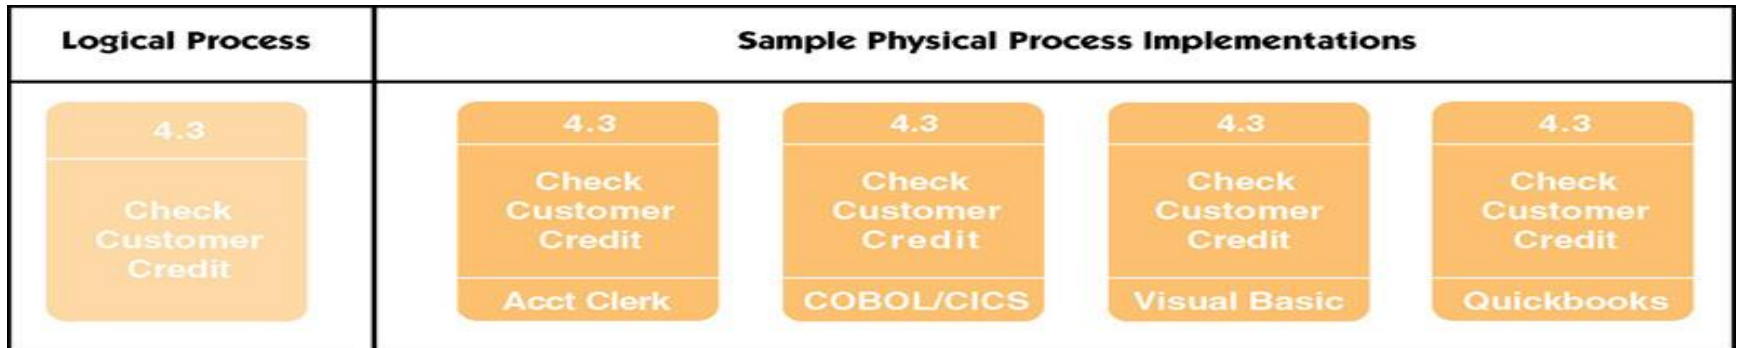 Logical Process
Sample Physical Process Implementations
4.3
Check
Customer
Credit
4.3
Check
Customer
Credit
Acct Clerk
4.3
Check
Customer
Credit
COBOL/CICS
4.3
Check
Customer
Credit
Visual Basic
4.3
Check
Customer
Credit
Quickbooks